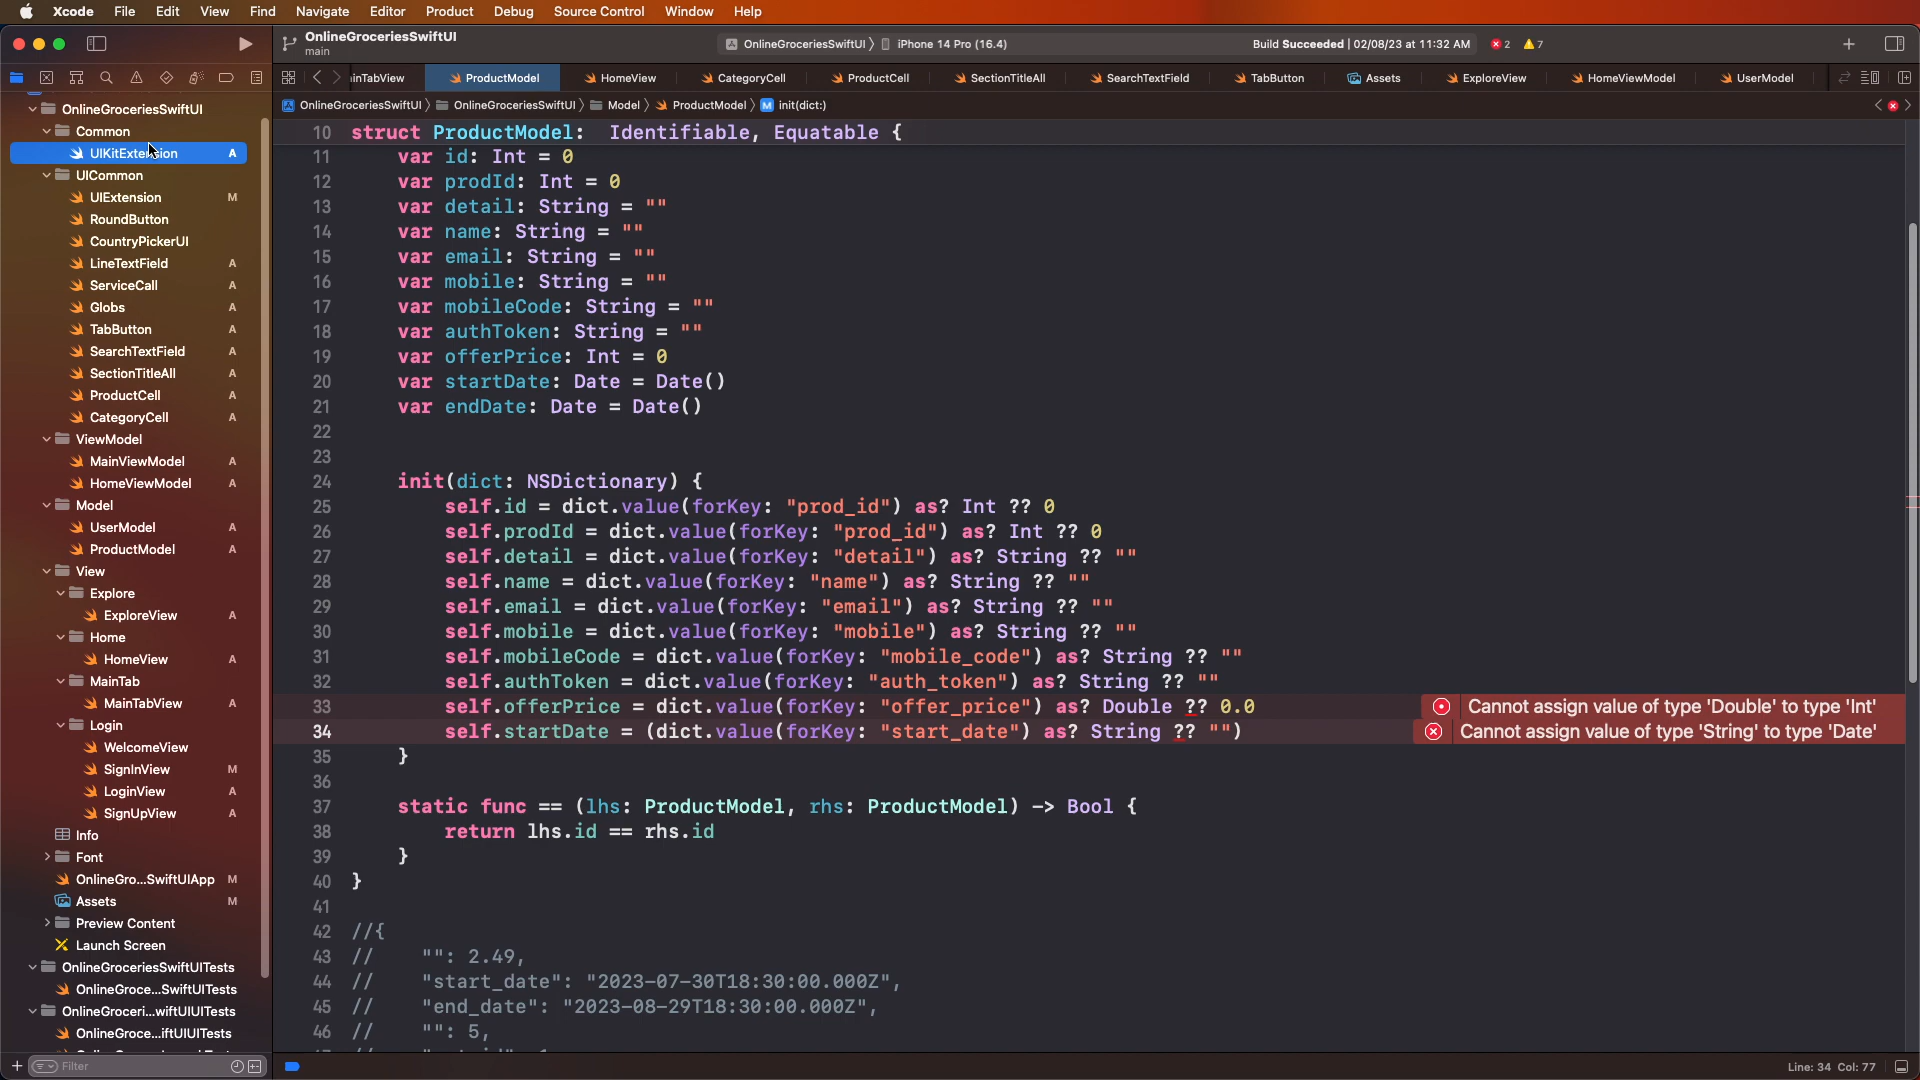 Xcode File Edit View Find Navigate Editor Product Debug Source Control Window Help
OnlineGroceriesSwiftUI
main
OnlineGroceriesSwiftUI 〉 iPhone 14 Pro (16.4)
Build Succeeded | 02/08/23 at 11:32 AM
2 7
inTabView ProductModel HomeView CategoryCell ProductCell SectionTitleAll SearchTextField TabButton Assets ExploreView HomeViewModel UserModel
OnlineGroceriesSwiftUI 〉 OnlineGroceriesSwiftUI 〉 Model 〉 ProductModel 〉 M init(dict:)
OnlineGroceriesSwiftUI
Common
UIKitExtension A
UICommon
UIExtension M
RoundButton
CountryPickerUI
LineTextField A
ServiceCall A
Globs A
TabButton A
SearchTextField A
SectionTitleAll A
ProductCell A
CategoryCell A
ViewModel
MainViewModel A
HomeViewModel A
Model
UserModel A
ProductModel A
View
Explore
ExploreView A
Home
HomeView A
MainTab
MainTabView A
Login
WelcomeView
SignInView M
LoginView A
SignUpView A
Info
Font
OnlineGro...SwiftUIApp M
Assets M
Preview Content
Launch Screen
OnlineGroceriesSwiftUITests
OnlineGroce...SwiftUITests
OnlineGroceri...wiftUIUITests
OnlineGroce...iftUIUITests
Filter
10 struct ProductModel: Identifiable, Equatable {
11 var id: Int = 0
12 var prodId: Int = 0
13 var detail: String = ""
14 var name: String = ""
15 var email: String = ""
16 var mobile: String = ""
17 var mobileCode: String = ""
18 var authToken: String = ""
19 var offerPrice: Int = 0
20 var startDate: Date = Date()
21 var endDate: Date = Date()
22
23
24 init(dict: NSDictionary) {
25 self.id = dict.value(forKey: "prod_id") as? Int ?? 0
26 self.prodId = dict.value(forKey: "prod_id") as? Int ?? 0
27 self.detail = dict.value(forKey: "detail") as? String ?? ""
28 self.name = dict.value(forKey: "name") as? String ?? ""
29 self.email = dict.value(forKey: "email") as? String ?? ""
30 self.mobile = dict.value(forKey: "mobile") as? String ?? ""
31 self.mobileCode = dict.value(forKey: "mobile_code") as? String ?? ""
32 self.authToken = dict.value(forKey: "auth_token") as? String ?? ""
33 self.offerPrice = dict.value(forKey: "offer_price") as? Double ?? 0.0 Cannot assign value of type 'Double' to type 'Int'
34 self.startDate = (dict.value(forKey: "start_date") as? String ?? "") Cannot assign value of type 'String' to type 'Date'
35 }
36
37 static func == (lhs: ProductModel, rhs: ProductModel) -> Bool {
38 return lhs.id == rhs.id
39 }
40 }
41
42 //{
43 // "": 2.49,
44 // "start_date": "2023-07-30T18:30:00.000Z",
45 // "end_date": "2023-08-29T18:30:00.000Z",
46 // "": 5,
Line: 34 Col: 77